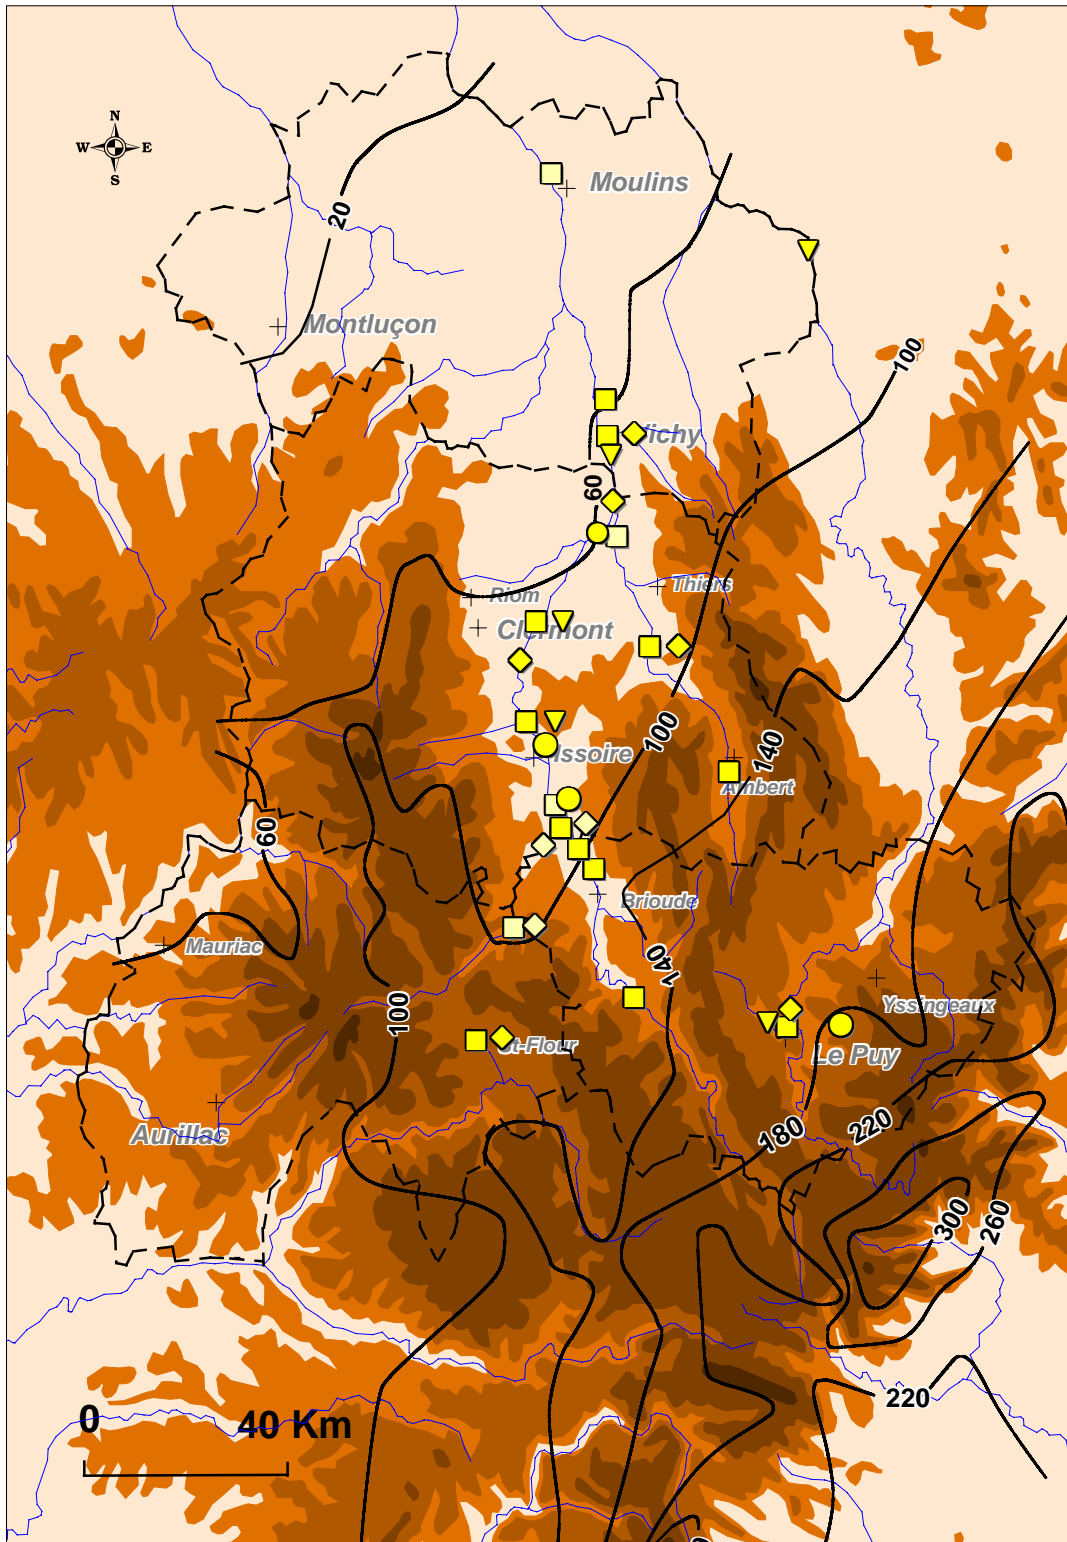 N
W E
S
Moulins
20
Montluçon
100
Vichy
60
Thiers
Riom
Clermont
100
140
Issoire
Ambert
60
Brioude
Mauriac
140
Yssingeaux
100
St-Flour
Le Puy
Aurillac
180
220
300
260
220
0 40 Km